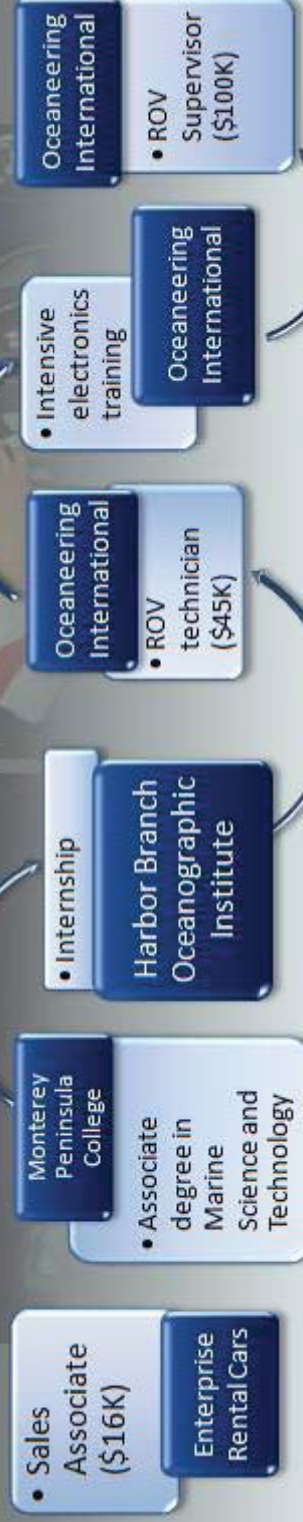 • Sales
Associate
($16K)
Enterprise
Rental Cars
Monterey
Peninsula
College
• Associate
degree in
Marine
Science and
Technology
• Internship
Harbor Branch
Oceanographic
Institute
Oceaneering
International
• ROV
technician
($45K)
• Intensive
electronics
training
Oceaneering
International
Oceaneering
International
• ROV
Supervisor
($100K)